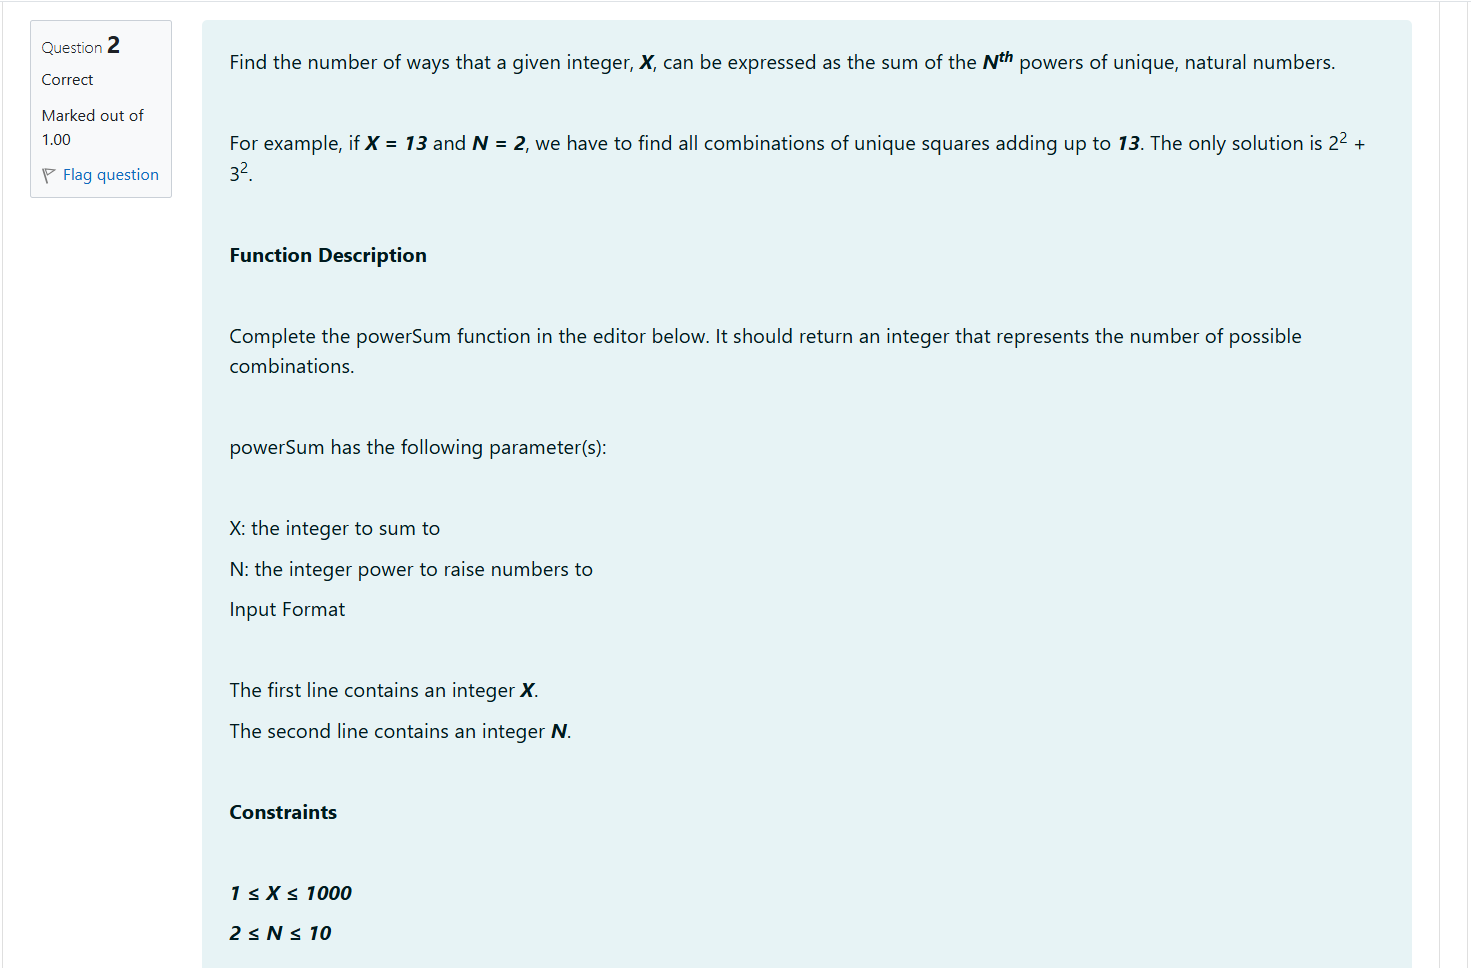 Question 2
Correct
Marked out of
1.00
Flag question
Find the number of ways that a given integer, X, can be expressed as the sum of the Nth powers of unique, natural numbers.
For example, if X = 13 and N = 2, we have to find all combinations of unique squares adding up to 13. The only solution is 2² +
3².
Function Description
Complete the powerSum function in the editor below. It should return an integer that represents the number of possible
combinations.
powerSum has the following parameter(s):
X: the integer to sum to
N: the integer power to raise numbers to
Input Format
The first line contains an integer X.
The second line contains an integer N.
Constraints
1 ≤ X ≤ 1000
2 ≤ N ≤ 10